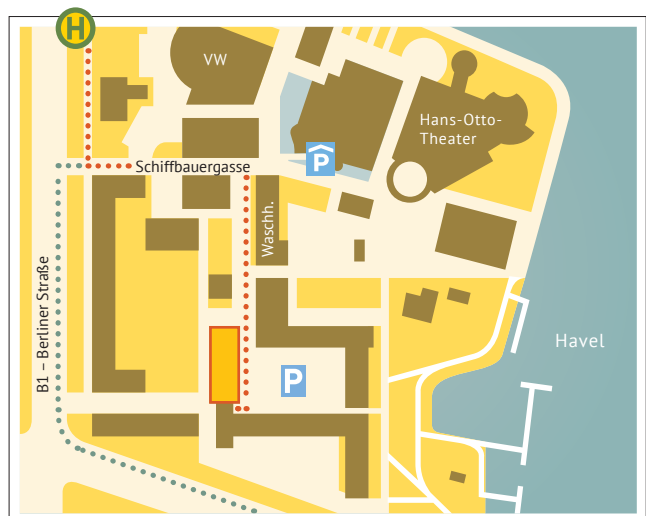 H
VW
Hans-Otto-
Theater
P
Schiffbauergasse
Waschh.
B1 – Berliner Straße
Havel
P